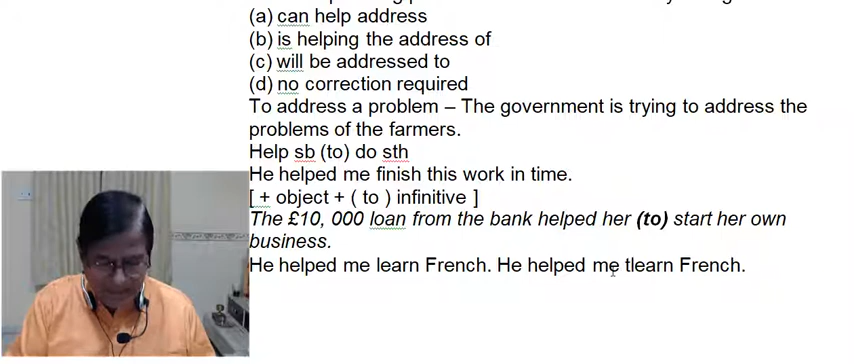 (a) can help address
(b) is helping the address of
(c) will be addressed to
(d) no correction required
To address a problem – The government is trying to address the
problems of the farmers.
Help sb (to) do sth
He helped me finish this work in time.
[ + object + ( to ) infinitive ]
The £10, 000 loan from the bank helped her (to) start her own
business.
He helped me learn French. He helped me tlearn French.